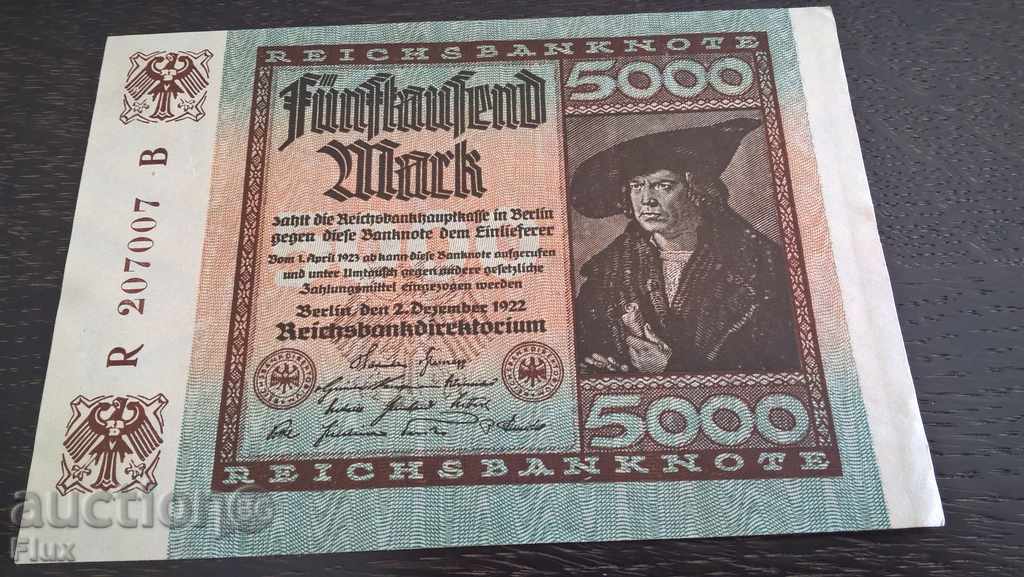 REICHSBANKNOTE
5000
Fünftausend
Mark
zahlt die Reichsbankhauptkasse in Berlin
gegen diese Banknote dem Einlieferer
Vom 1. April 1923 ab kann diese Banknote aufgerufen
und unter Umtausch gegen andere gesetzliche
Zahlungsmittel eingezogen werden
Berlin, den 2. Dezember 1922
Reichsbankdirektorium
5000
REICHSBANKNOTE
R 207007 B
auction
Flux